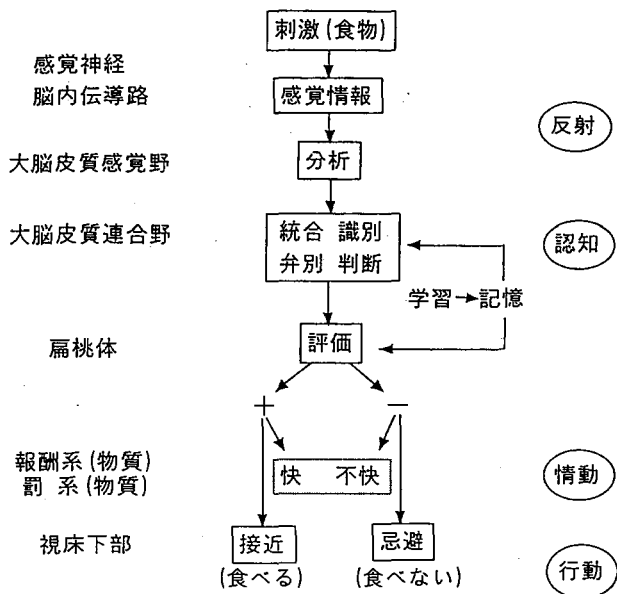 刺激(食物)
感覚神経
脳内伝導路
感覚情報
反射
大脳皮質感覚野
分析
大脳皮質連合野
統合 識別
弁別 判断
認知
学習→記憶
扁桃体
評価
+
−
報酬系(物質)
罰 系(物質)
快 不快
情動
視床下部
接近
忌避
(食べる)
(食べない)
行動